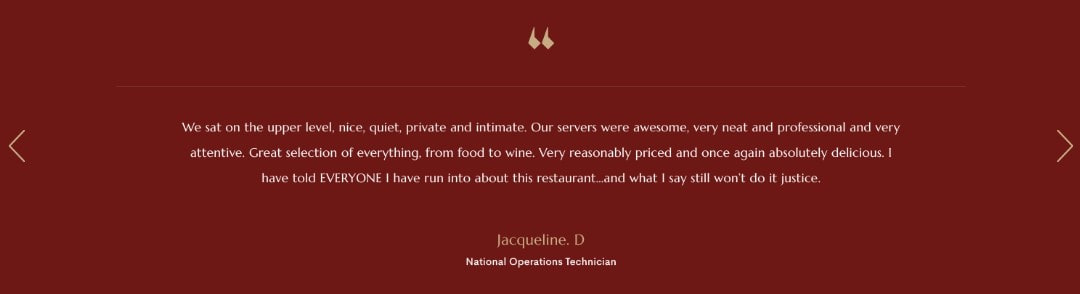 “
We sat on the upper level, nice, quiet, private and intimate. Our servers were awesome, very neat and professional and very
attentive. Great selection of everything, from food to wine. Very reasonably priced and once again absolutely delicious. I
have told EVERYONE I have run into about this restaurant...and what I say still won't do it justice.
Jacqueline. D
National Operations Technician